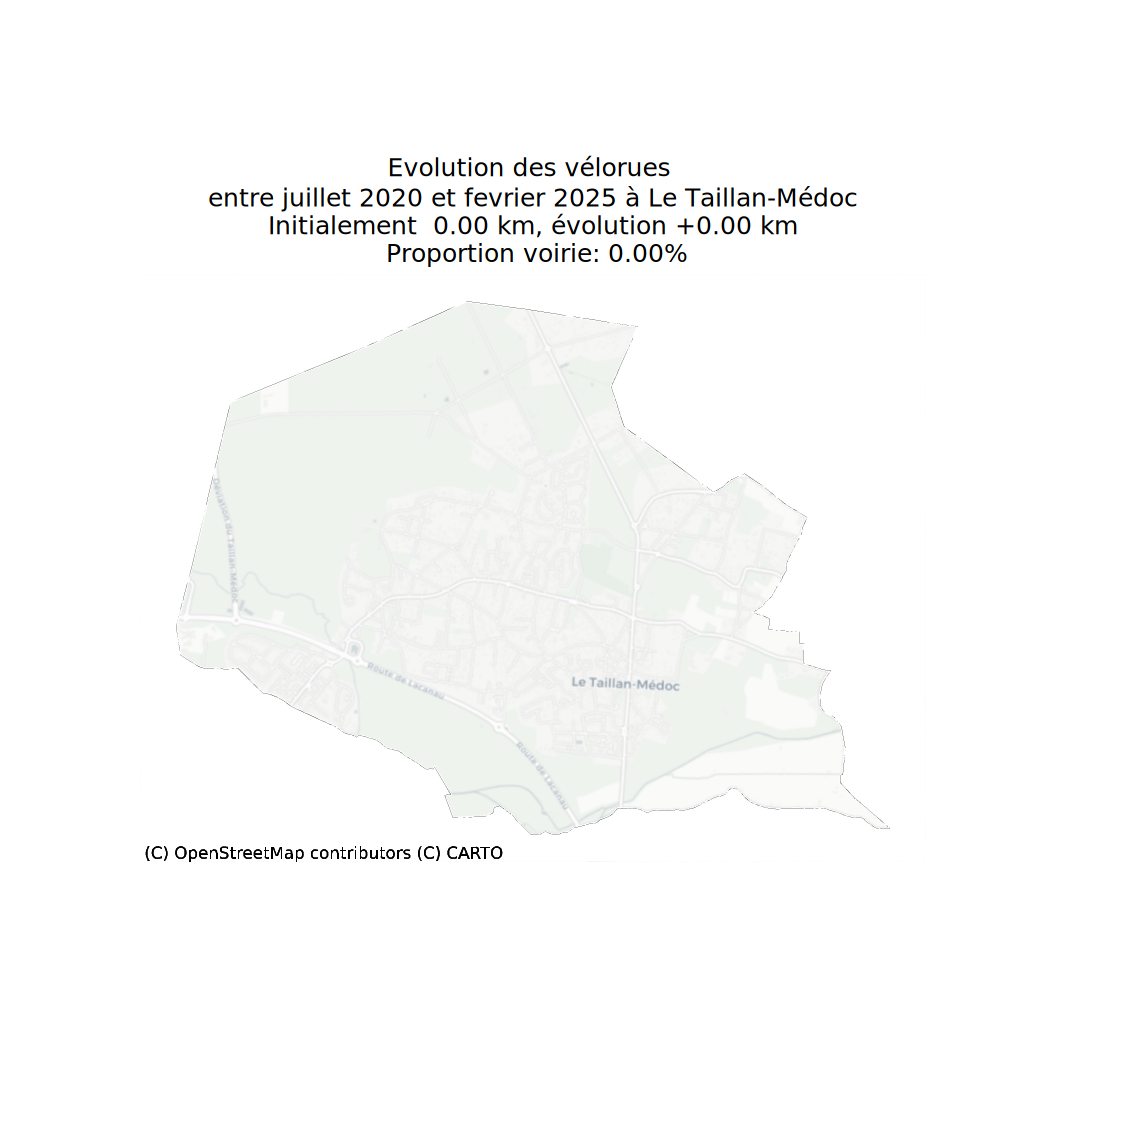 Evolution des vélorues
entre juillet 2020 et fevrier 2025 à Le Taillan-Médoc
Initialement  0.00 km, évolution +0.00 km
Proportion voirie: 0.00%
Déviation du Taillan-Médoc
Route de Lacanau
Le Taillan-Médoc
Route de Lacanau
(C) OpenStreetMap contributors (C) CARTO